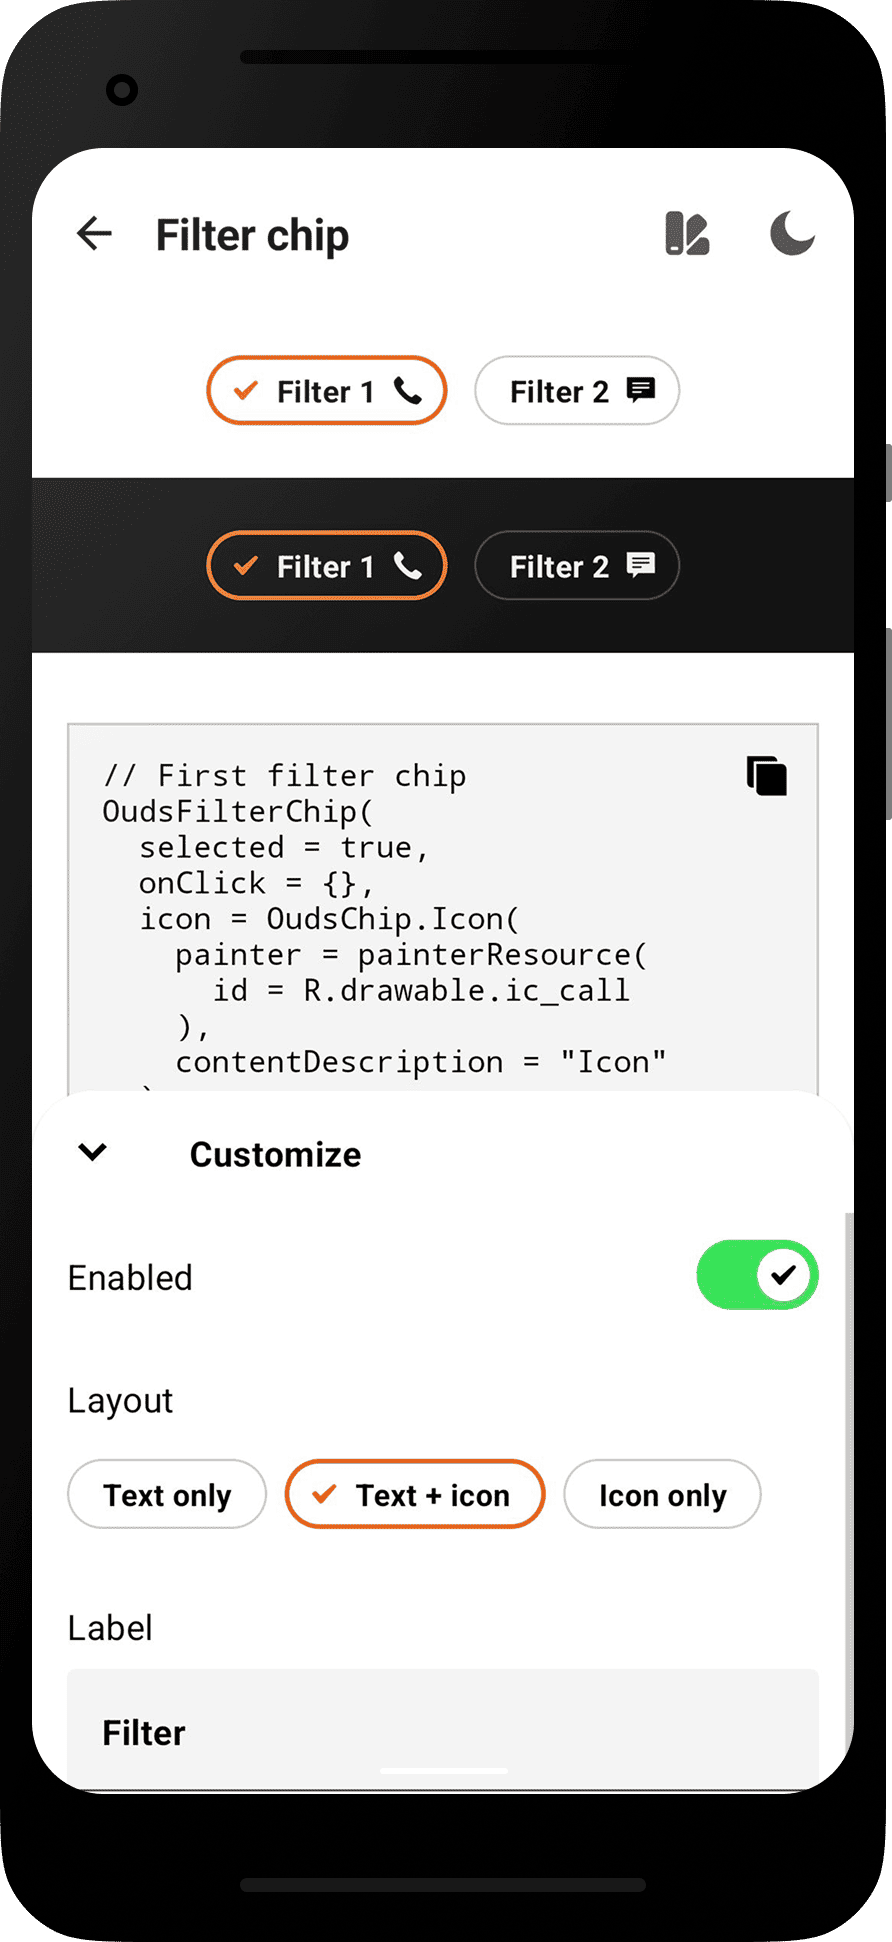 Filter chip
Filter 1 Filter 2
Filter 1 Filter 2
// First filter chip
OudsFilterChip(
  selected = true,
  onClick = {},
  icon = OudsChip.Icon(
    painter = painterResource(
      id = R.drawable.ic_call
    ),
    contentDescription = "Icon"
Customize
Enabled
Layout
Text only Text + icon Icon only
Label
Filter